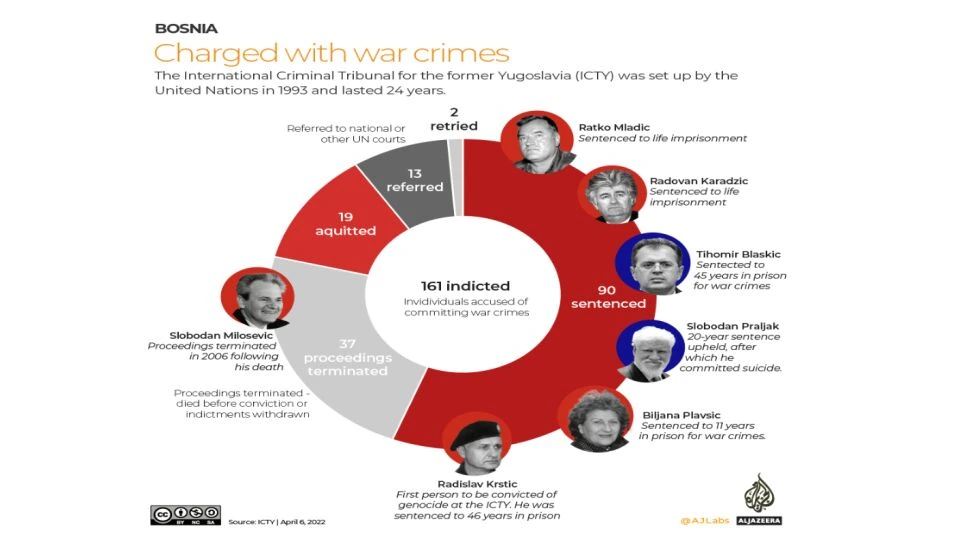 BOSNIA
Charged with war crimes
The International Criminal Tribunal for the former Yugoslavia (ICTY) was set up by the
United Nations in 1993 and lasted 24 years.
2
retried
Referred to national or
other UN courts
13
referred
19
aquitted
37
proceedings
terminated
90
sentenced
161 indicted
Invidividuals accused of
committing war crimes
Ratko Mladic
Sentenced to life imprisonment
Radovan Karadzic
Sentenced to life
imprisonment
Tihomir Blaskic
Sentected to
45 years in prison
for war crimes
Slobodan Praljak
20-year sentence
upheld, after
which he
committed suicide.
Biljana Plavsic
Sentenced to 11 years
in prison for war crimes.
Radislav Krstic
First person to be convicted of
genocide at the ICTY. He was
sentenced to 46 years in prison
Slobodan Milosevic
Proceedings terminated
in 2006 following
his death
Proceedings terminated -
died before conviction or
indictments withdrawn
cc BY NC SA
Source: ICTY | April 6, 2022
@AJLabs
ALJAZEERA